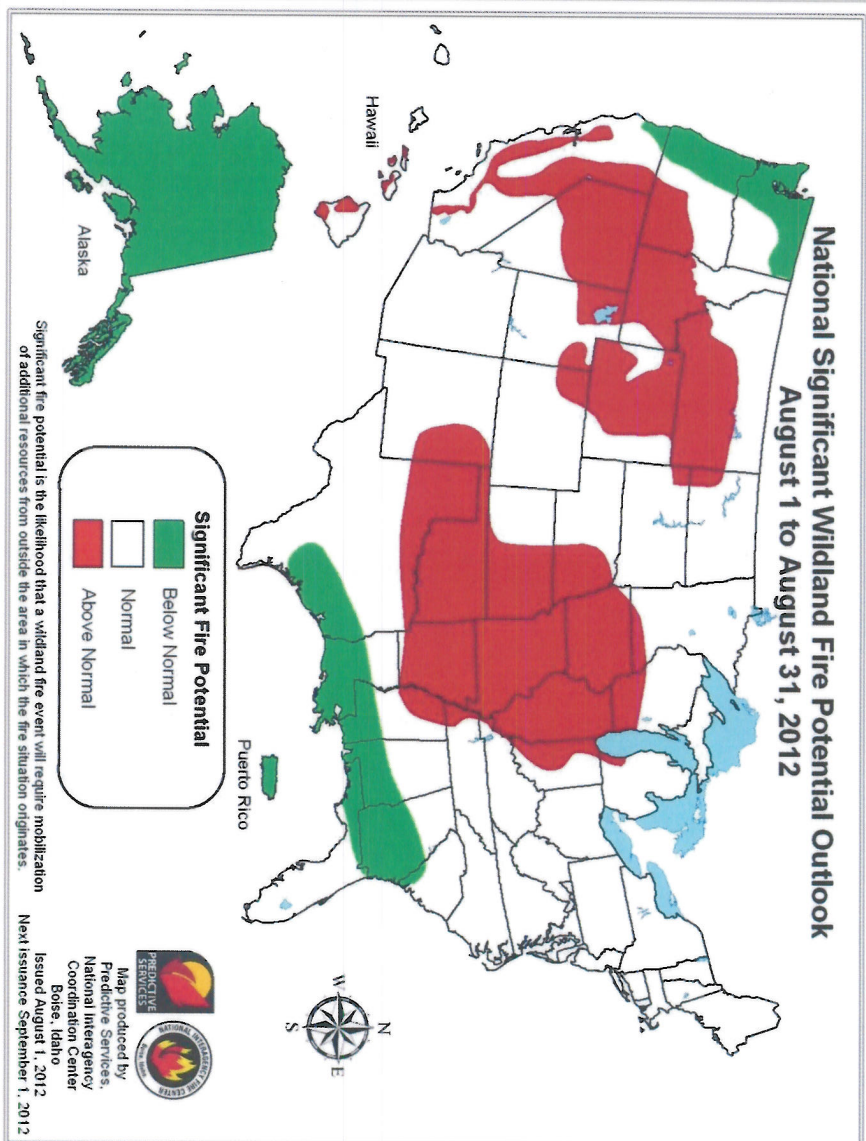 National Significant Wildland Fire Potential Outlook
August 1 to August 31, 2012
Hawaii
Alaska
Puerto Rico
Significant Fire Potential
Below Normal
Normal
Above Normal
Significant fire potential is the likelihood that a wildland fire event will require mobilization
of additional resources from outside the area in which the fire situation originates.
N
W
E
S
PREDICTIVE
SERVICES
NATIONAL INTERAGENCY FIRE CENTER
Boise, Idaho
Map produced by
Predictive Services,
National Interagency
Coordination Center
Boise, Idaho
Issued August 1, 2012
Next issuance September 1, 2012